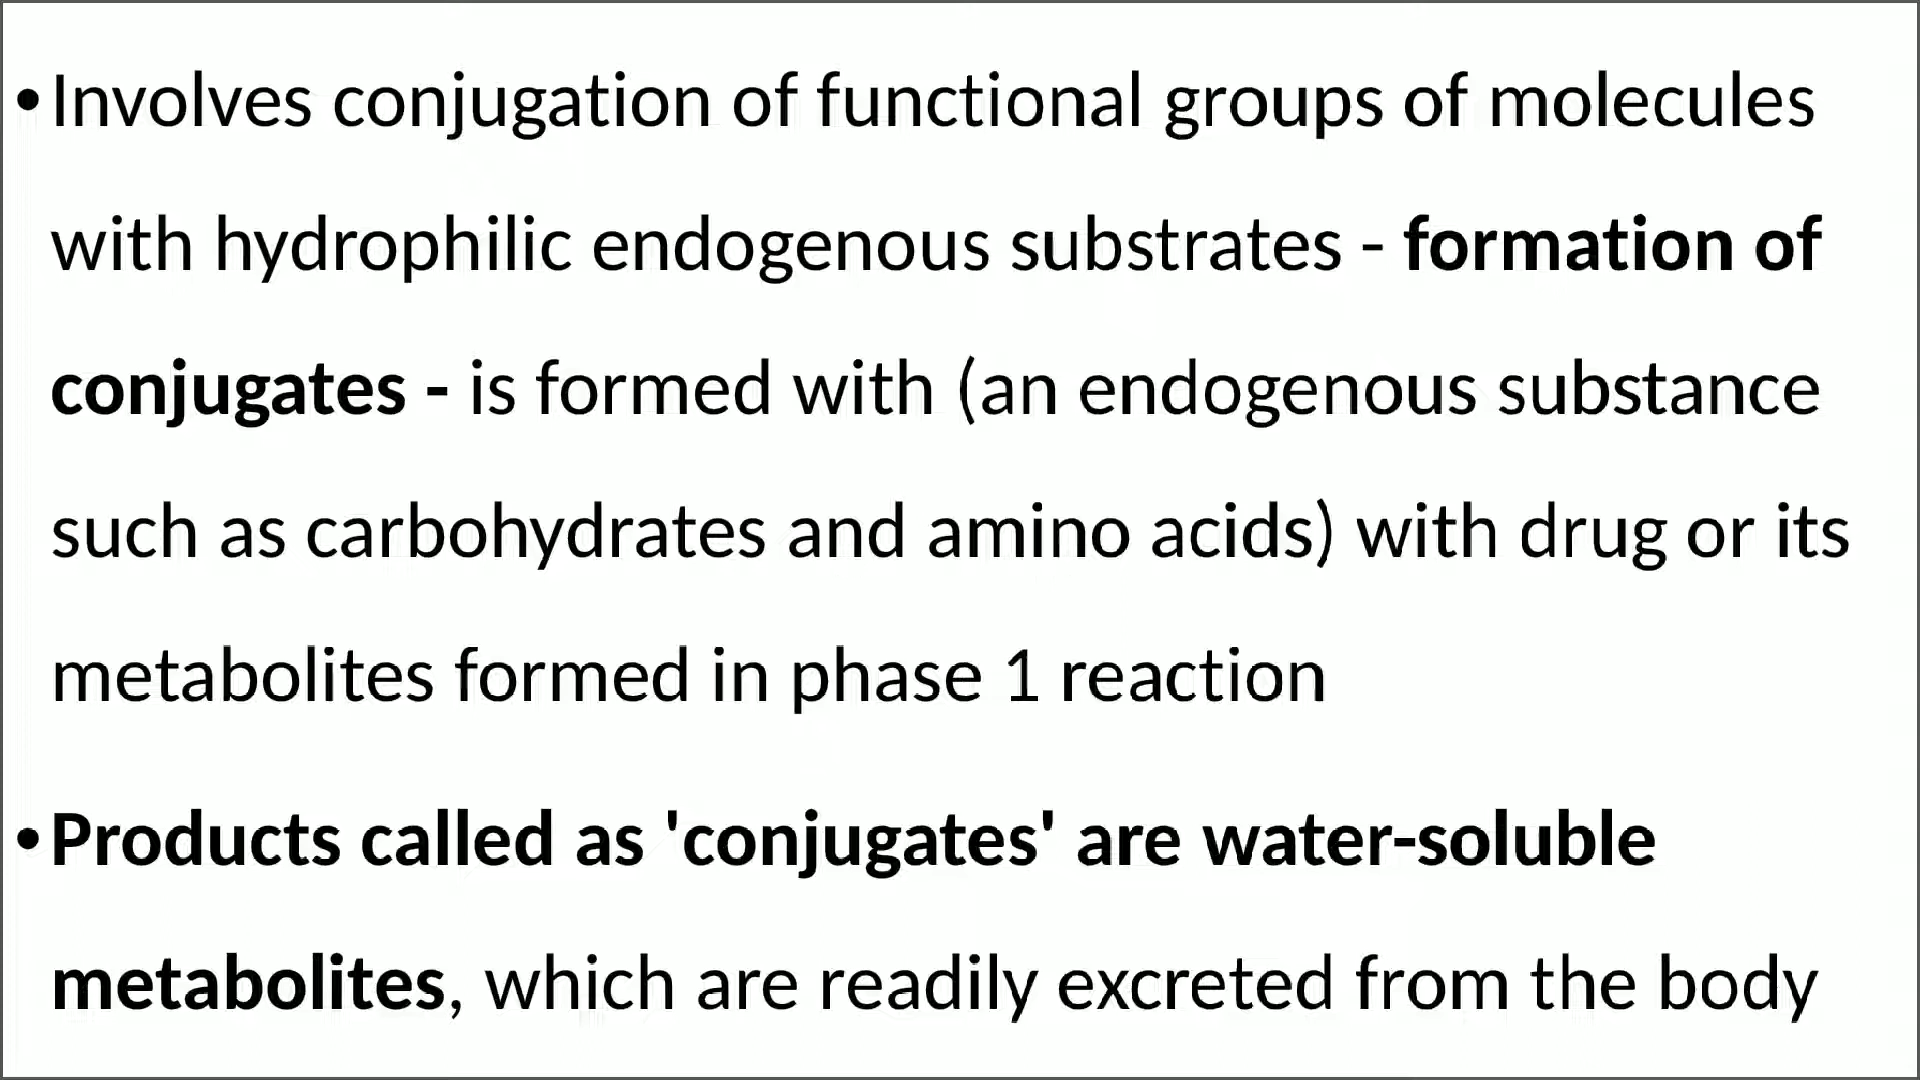 •Involves conjugation of functional groups of molecules
with hydrophilic endogenous substrates - formation of
conjugates - is formed with (an endogenous substance
such as carbohydrates and amino acids) with drug or its
metabolites formed in phase 1 reaction
•Products called as 'conjugates' are water-soluble
metabolites, which are readily excreted from the body